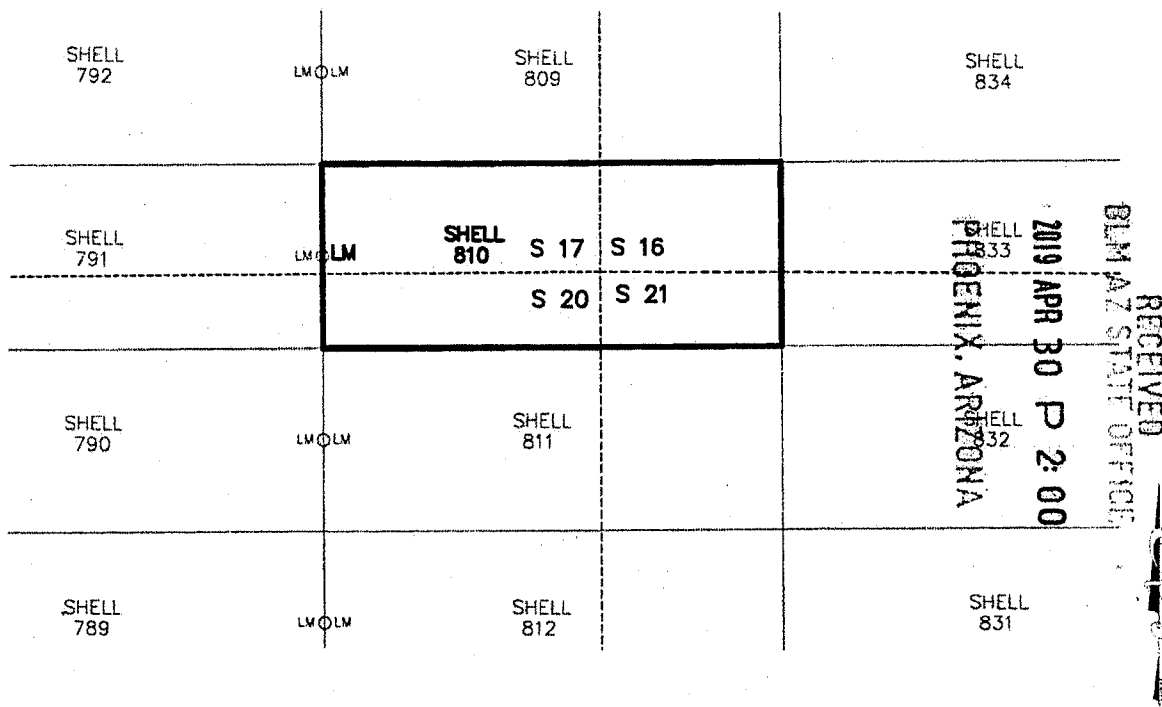 SHELL
792
LM LM
SHELL
809
SHELL
834
SHELL
791
LM LM
SHELL
810
S 17 S 16
S 20 S 21
SHELL
833
SHELL
790
LM LM
SHELL
811
SHELL
832
SHELL
789
LM LM
SHELL
812
SHELL
831
RECEIVED
BLM AZ STATE OFFICE
2019 APR 30 P 2:00
PHOENIX, ARIZONA